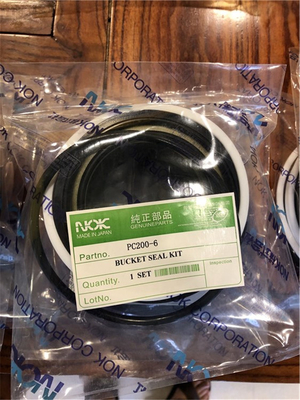 NOK CORPORATION
NOK 純正部品
MADE IN JAPAN GENUINEPARTS
Partno. PC200-6
BUCKET SEAL KIT
Quantity. 1 SET Inspection
LotNo.